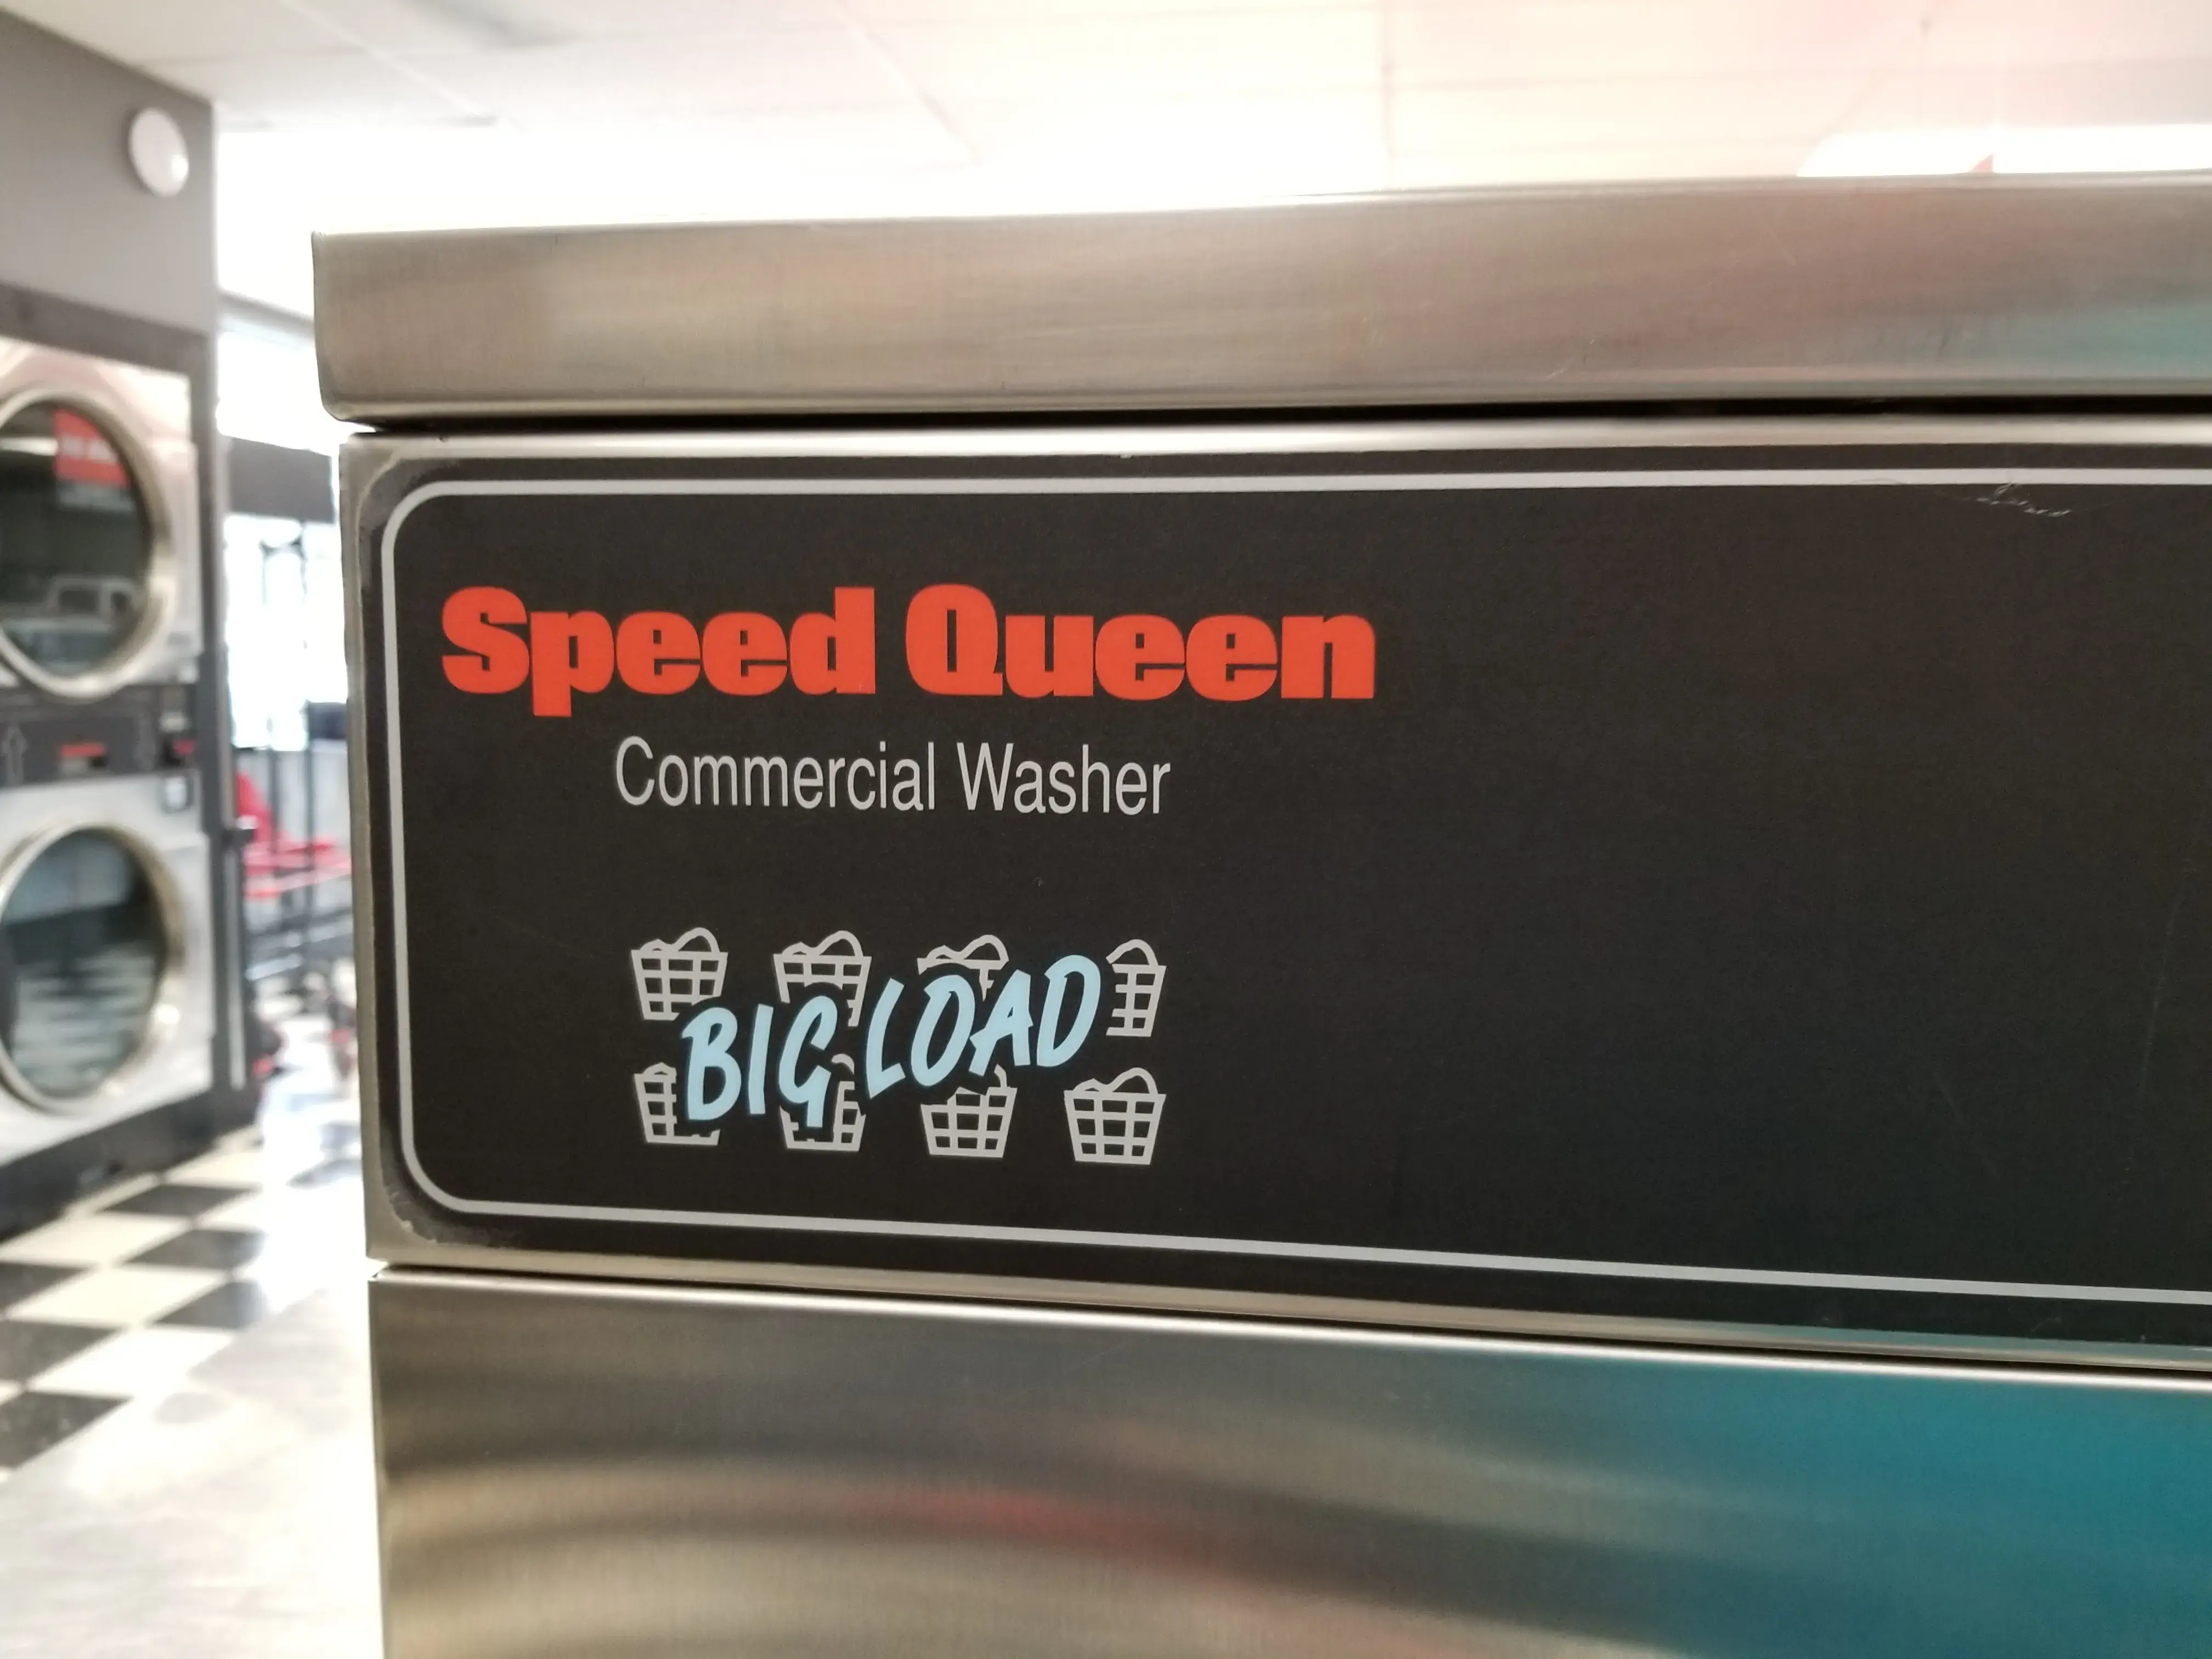 Speed Queen
Commercial Washer
BIG LOAD